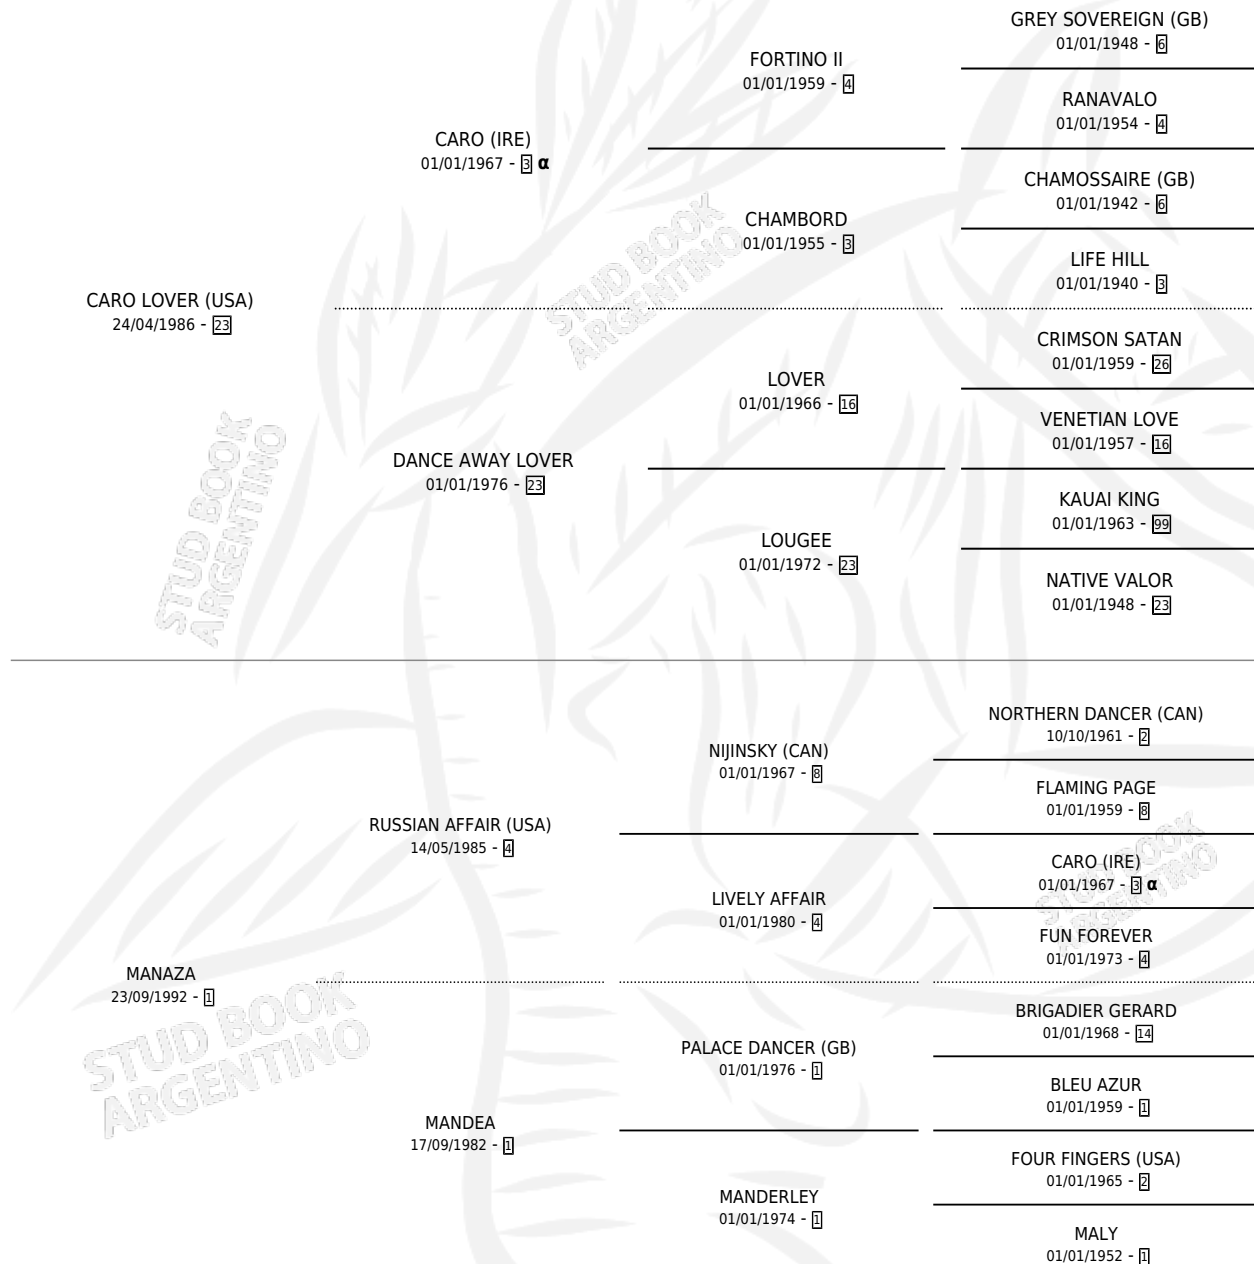 GREY SOVEREIGN (GB)
01/01/1948 - 6
FORTINO II
01/01/1959 - 4
RANAVALO
01/01/1954 - 4
CARO (IRE)
01/01/1967 - 3 α
CHAMOSSAIRE (GB)
01/01/1942 - 6
CHAMBORD
01/01/1955 - 3
LIFE HILL
01/01/1940 - 3
CARO LOVER (USA)
24/04/1986 - 23
CRIMSON SATAN
01/01/1959 - 26
LOVER
01/01/1966 - 16
VENETIAN LOVE
01/01/1957 - 16
DANCE AWAY LOVER
01/01/1976 - 23
KAUAI KING
01/01/1963 - 99
LOUGEE
01/01/1972 - 23
NATIVE VALOR
01/01/1948 - 23
NORTHERN DANCER (CAN)
10/10/1961 - 2
NIJINSKY (CAN)
01/01/1967 - 8
FLAMING PAGE
01/01/1959 - 8
RUSSIAN AFFAIR (USA)
14/05/1985 - 4
CARO (IRE)
01/01/1967 - 3 α
LIVELY AFFAIR
01/01/1980 - 4
FUN FOREVER
01/01/1973 - 4
MANAZA
23/09/1992 - 1
BRIGADIER GERARD
01/01/1968 - 14
PALACE DANCER (GB)
01/01/1976 - 1
BLEU AZUR
01/01/1959 - 1
MANDEA
17/09/1982 - 1
FOUR FINGERS (USA)
01/01/1965 - 2
MANDERLEY
01/01/1974 - 1
MALY
01/01/1952 - 1
STUD BOOK
ARGENTINO
STUD BOOK
ARGENTINO
STUD BOOK
ARGENTINO
STUD BOOK
ARGENTINO